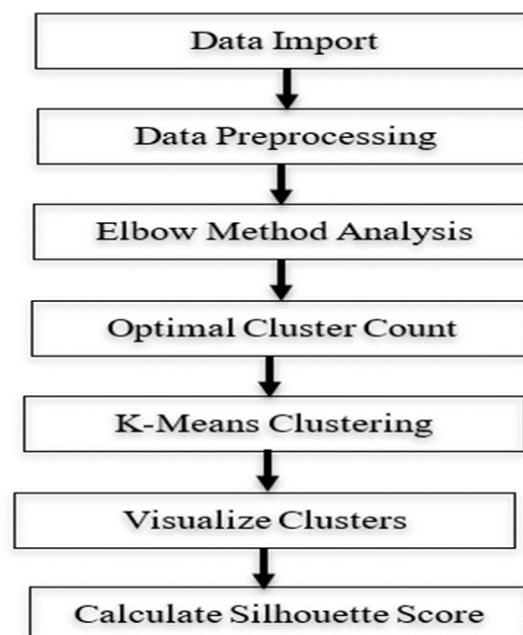 Data Import
Data Preprocessing
Elbow Method Analysis
Optimal Cluster Count
K-Means Clustering
Visualize Clusters
Calculate Silhouette Score